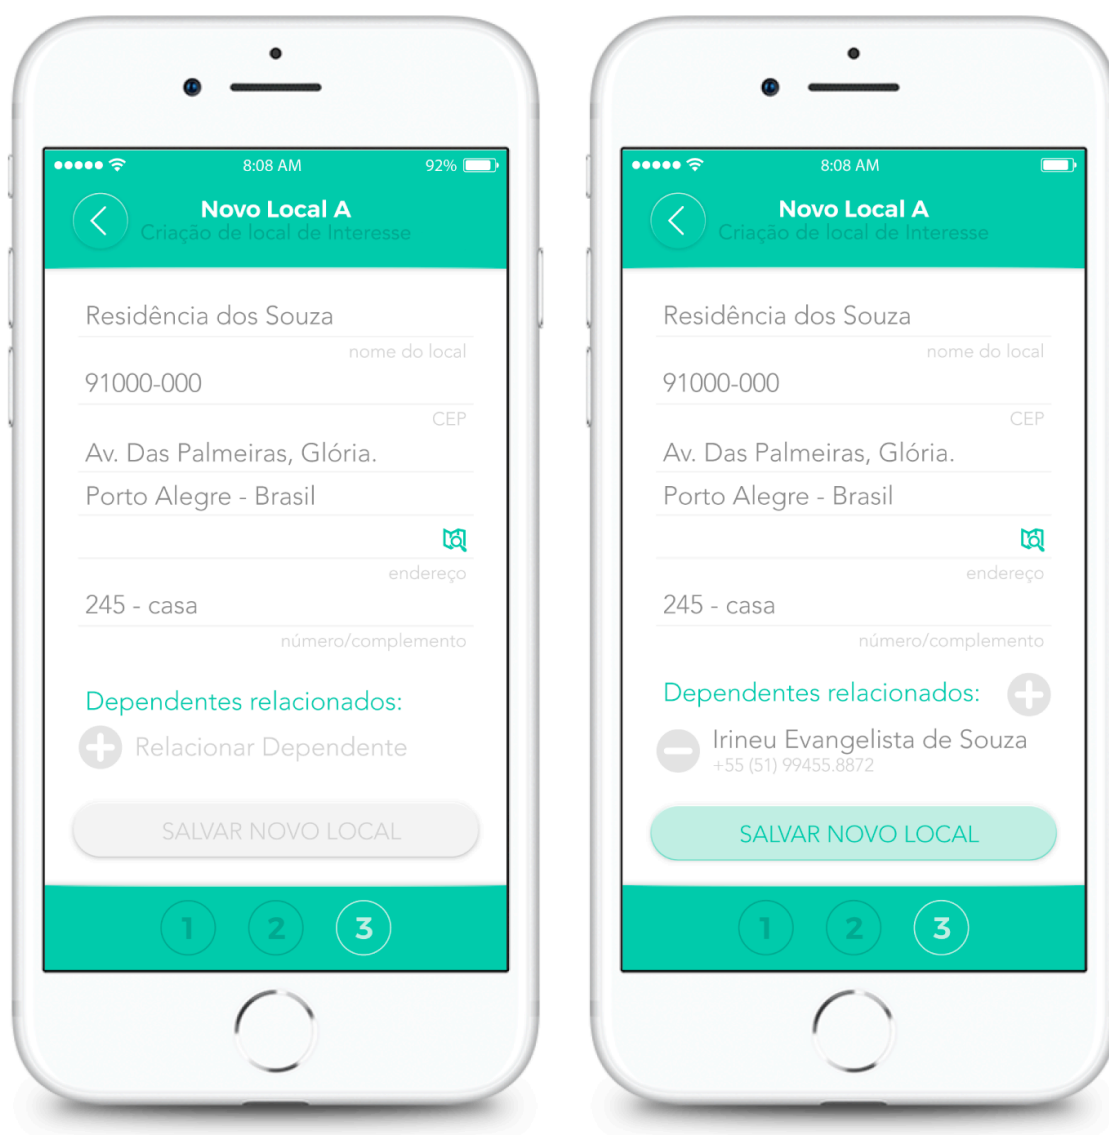 8:08 AM 92%
Novo Local A
Criação de local de Interesse
Residência dos Souza
nome do local
91000-000
CEP
Av. Das Palmeiras, Glória.
Porto Alegre - Brasil
endereço
245 - casa
número/complemento
Dependentes relacionados:
Relacionar Dependente
SALVAR NOVO LOCAL
1 2 3
8:08 AM
Novo Local A
Criação de local de Interesse
Residência dos Souza
nome do local
91000-000
CEP
Av. Das Palmeiras, Glória.
Porto Alegre - Brasil
endereço
245 - casa
número/complemento
Dependentes relacionados:
Irineu Evangelista de Souza
+55 (51) 99455.8872
SALVAR NOVO LOCAL
1 2 3